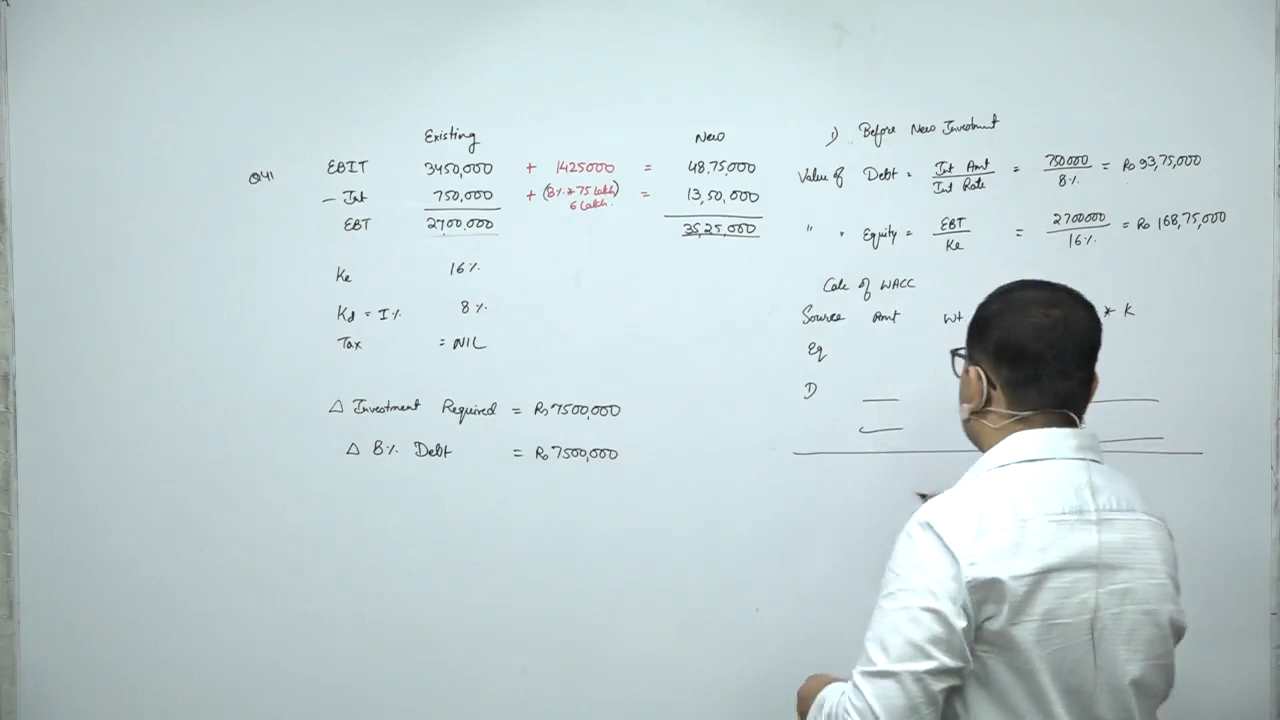 Existing New
Q41 EBIT 3450,000 + 1425000 = 48,75,000
- Int 750,000 + (8% * 75 Lakh) = 13,50,000
6 Lakh.
EBT 2700,000 35,25,000
Ke 16%
Kd = I% 8%
Tax = NIL
Δ Investment Required = Rs 7500,000
Δ 8% Debt = Rs 7500,000
1) Before New Investment
Value of Debt = Int Amt / Int Rate = 750000 / 8% = Rs 93,75,000
" " Equity = EBT / Ke = 2700000 / 16% = Rs 168,75,000
Calc of WACC
Source Amt Wt * K
Eq
D